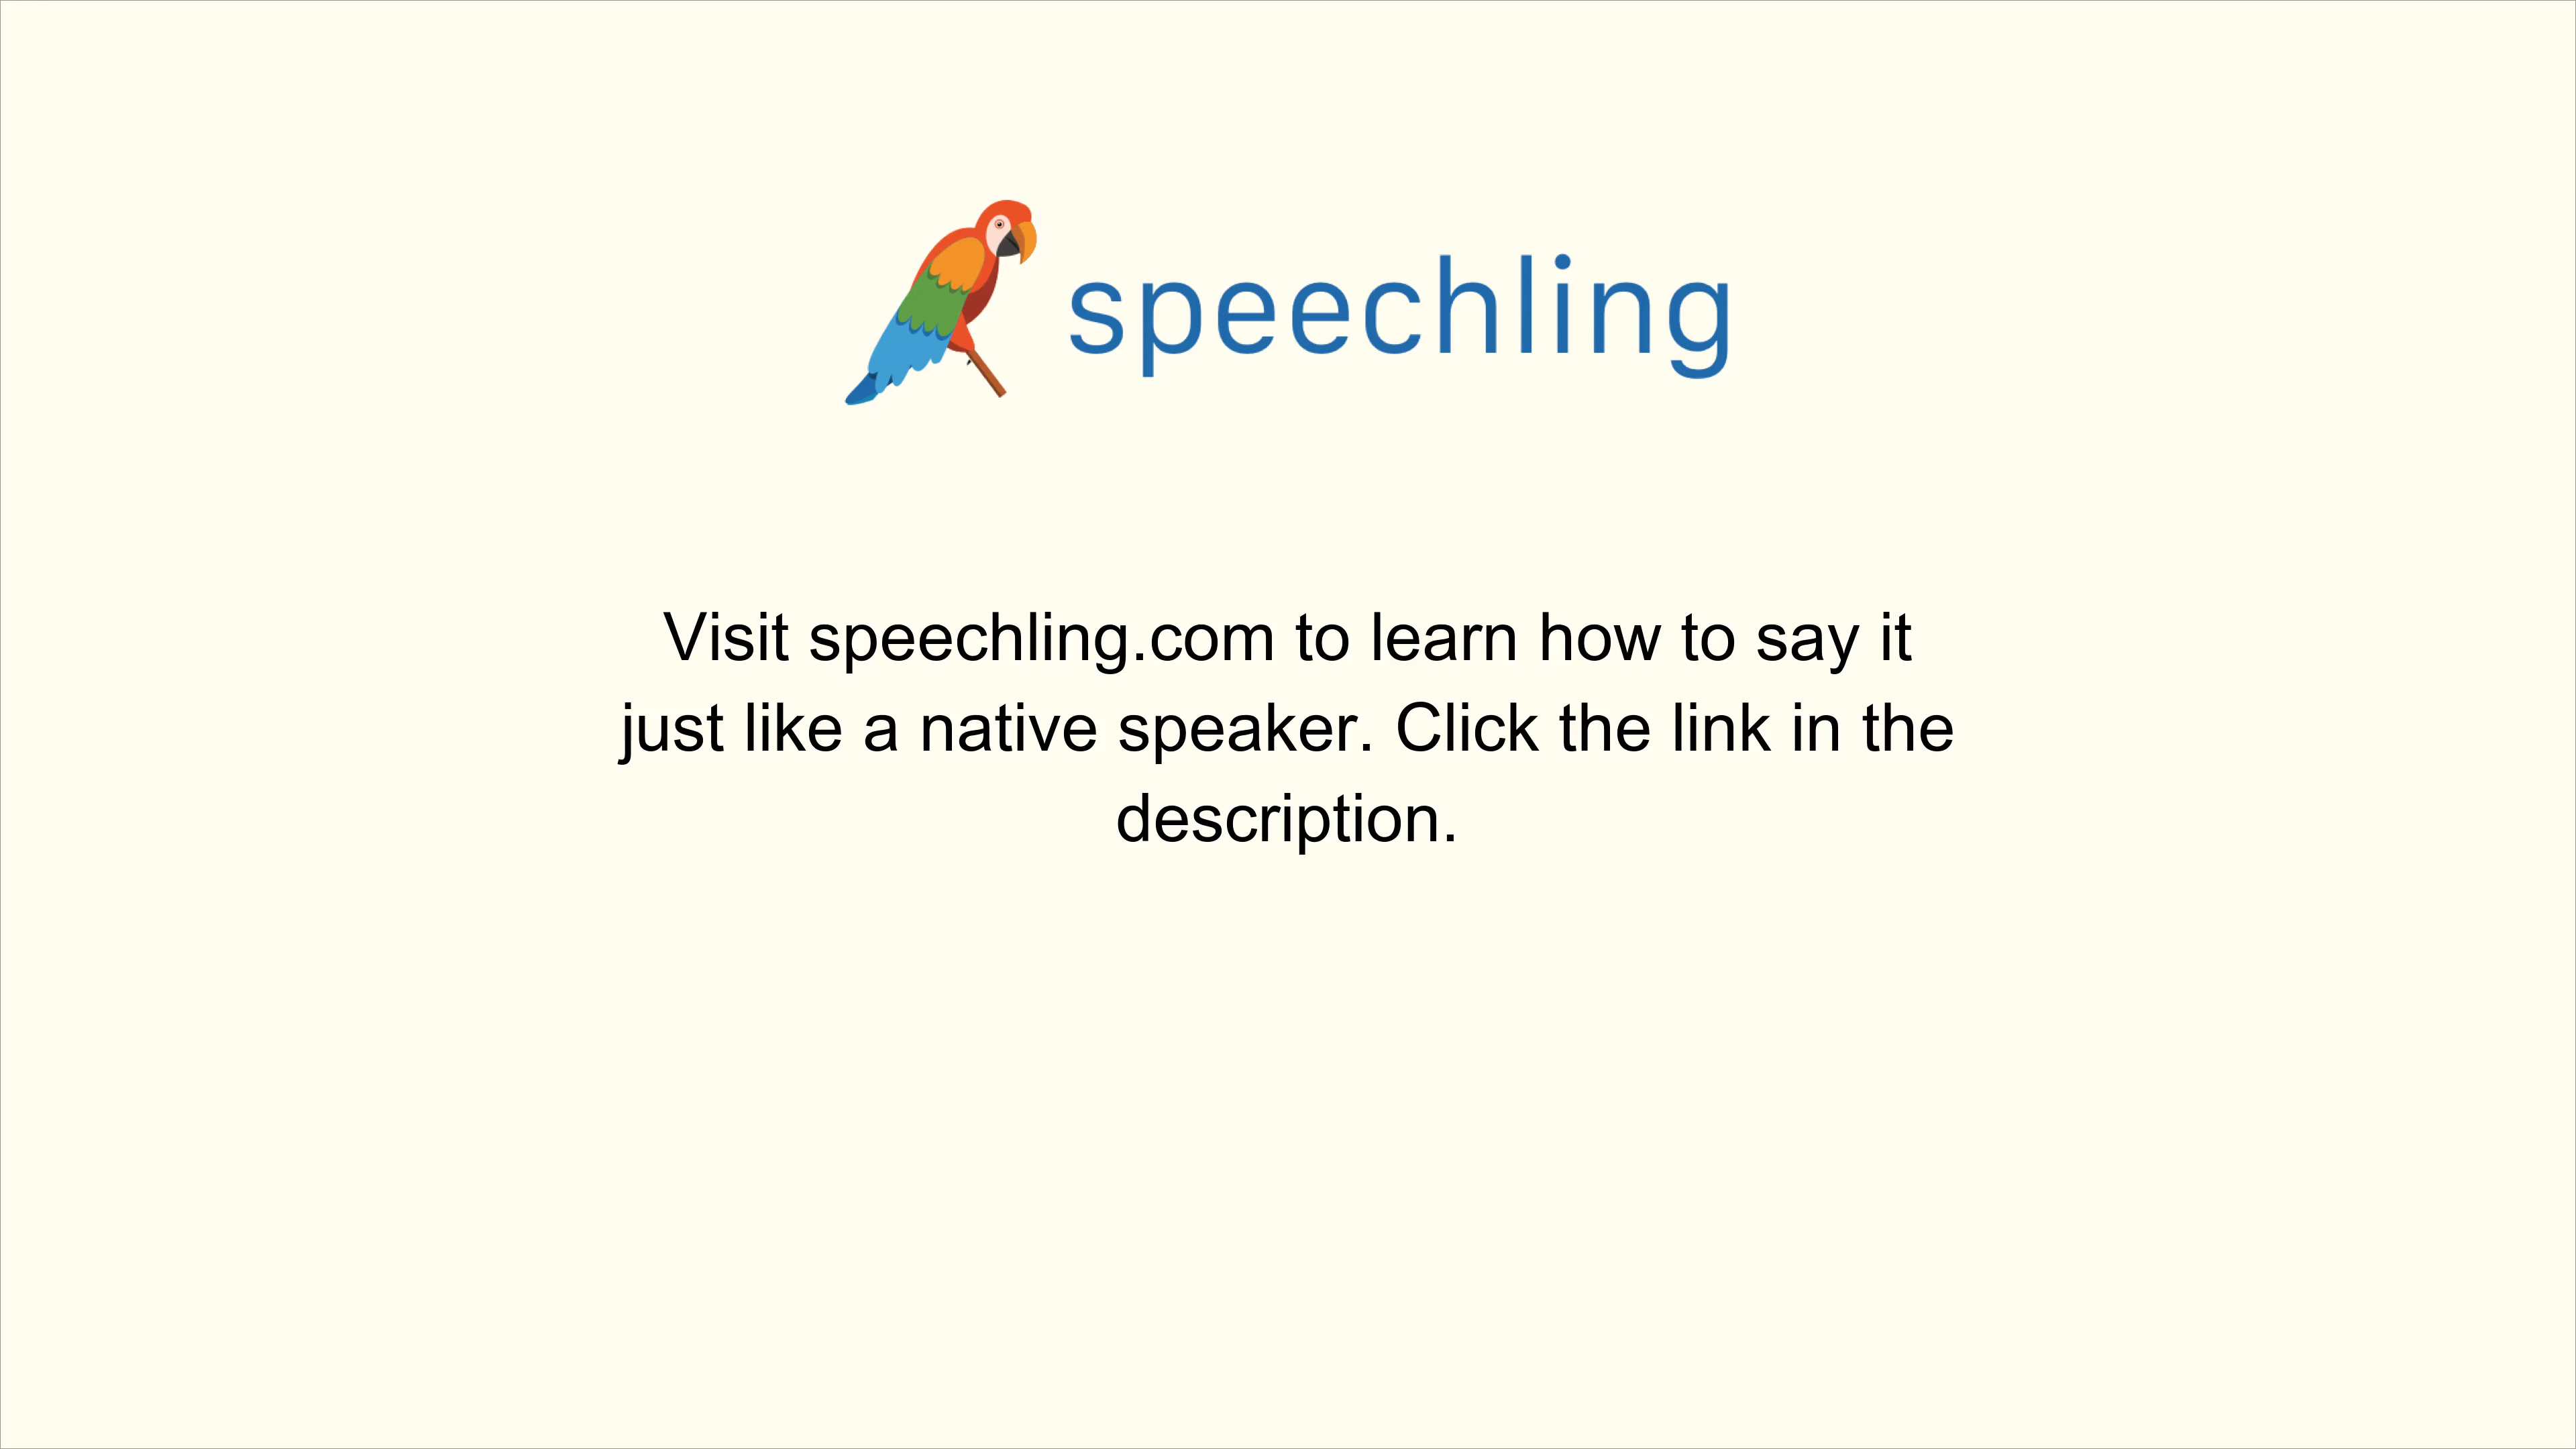 speechling
Visit speechling.com to learn how to say it
just like a native speaker. Click the link in the
description.